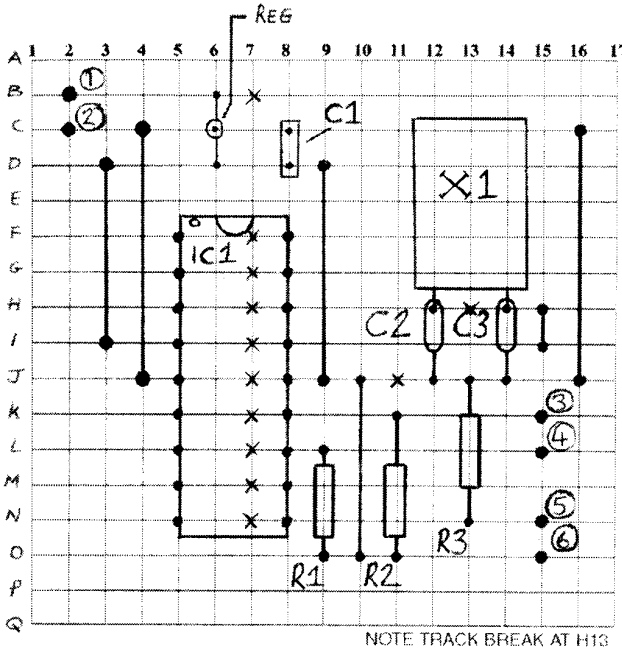 REG
1 2 3 4 5 6 7 8 9 10 11 12 13 14 15 16 17
A
B ①
C ② C1
D
E X1
F IC1
G
H C2 C3
I
J
K ③
L ④
M
N ⑤
O R1 R2 R3 ⑥
P
Q
NOTE TRACK BREAK AT H13